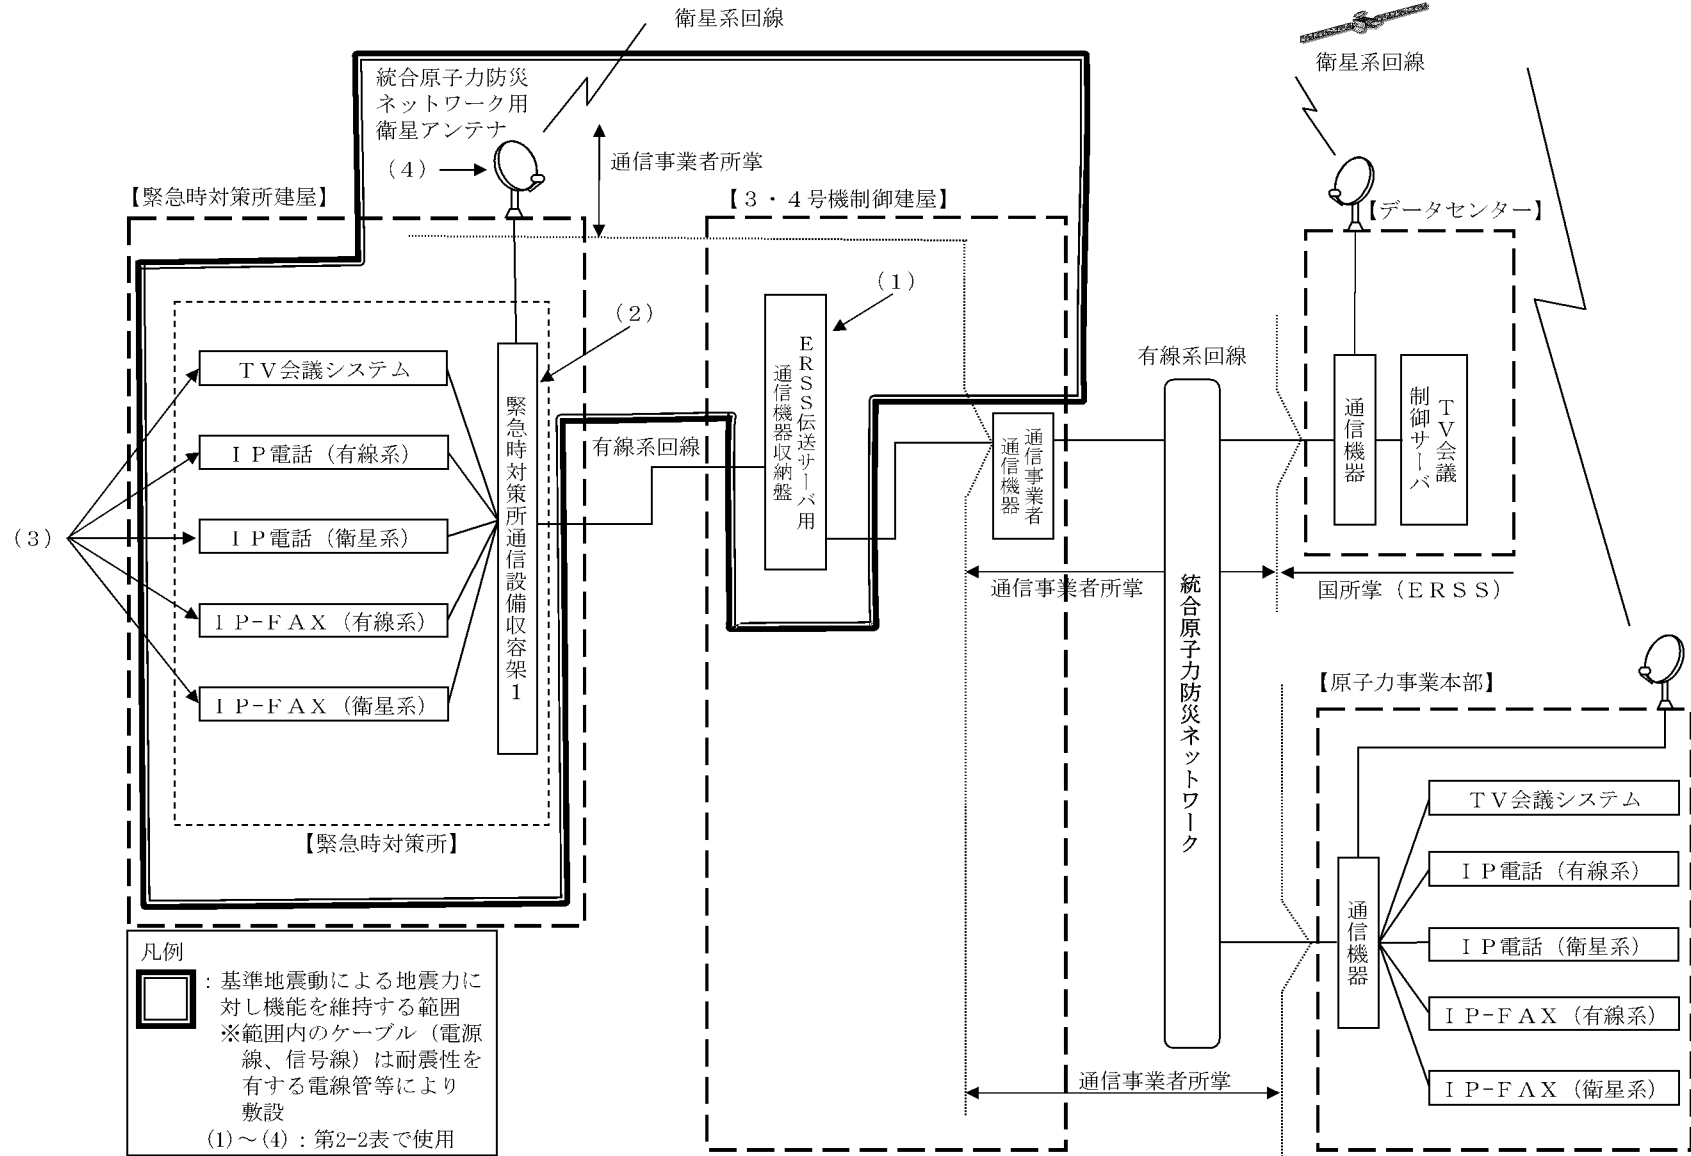 衛星系回線
衛星系回線
統合原子力防災
ネットワーク用
衛星アンテナ
(4)
通信事業者所掌
【緊急時対策所建屋】
【3・4号機制御建屋】
【データセンター】
(1)
(2)
ERSS伝送サーバ用
通信機器収納盤
緊急時対策所通信設備収容架1
TV会議システム
IP電話(有線系)
IP電話(衛星系)
IP-FAX(有線系)
IP-FAX(衛星系)
(3)
【緊急時対策所】
有線系回線
通信事業者
通信機器
有線系回線
通信機器
TV会議
制御サーバ
通信事業者所掌
国所掌(ERSS)
統合原子力防災ネットワーク
【原子力事業本部】
通信機器
TV会議システム
IP電話(有線系)
IP電話(衛星系)
IP-FAX(有線系)
IP-FAX(衛星系)
通信事業者所掌
凡例
:基準地震動による地震力に
対し機能を維持する範囲
※範囲内のケーブル(電源
線、信号線)は耐震性を
有する電線管等により
敷設
(1)~(4):第2-2表で使用